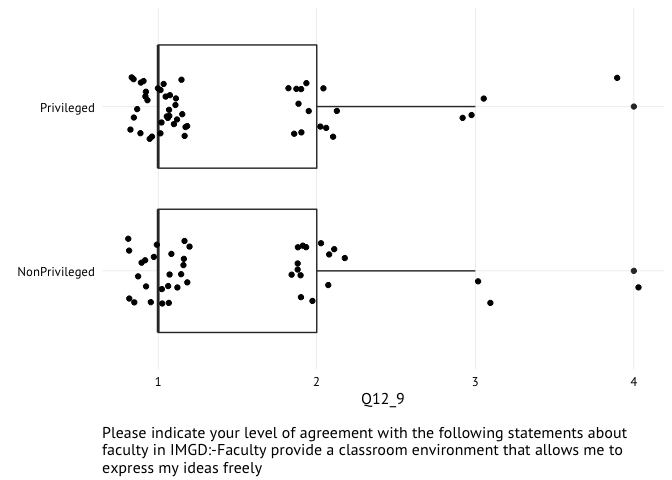 Privileged
NonPrivileged
1 2 3 4
Q12_9
Please indicate your level of agreement with the following statements about
faculty in IMGD:-Faculty provide a classroom environment that allows me to
express my ideas freely